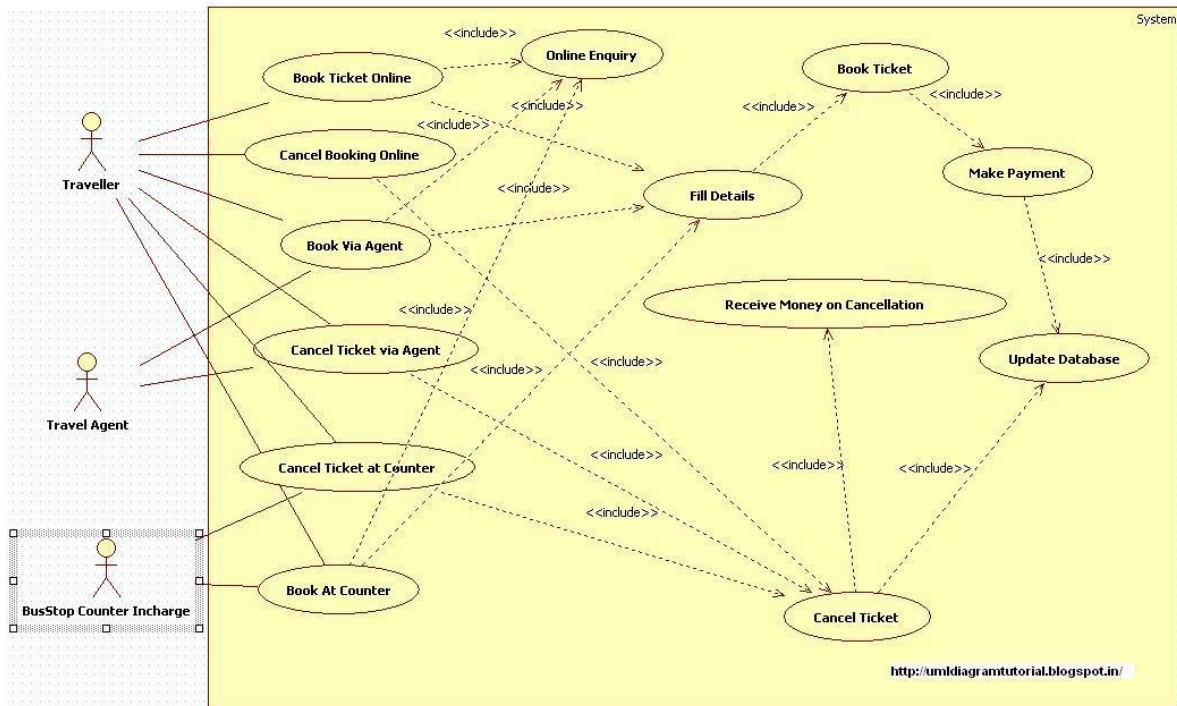 System
<<include>>
Online Enquiry
Book Ticket Online
Book Ticket
<<include>>
<<include>>
<<include>>
<<include>>
Cancel Booking Online
Traveller
Make Payment
<<include>>
Fill Details
Book Via Agent
<<include>>
<<include>>
Receive Money on Cancellation
Cancel Ticket via Agent
<<include>>
<<include>>
Update Database
Travel Agent
<<include>>
Cancel Ticket at Counter
<<include>>
<<include>>
<<include>>
Book At Counter
BusStop Counter Incharge
Cancel Ticket
http://umldiagramtutorial.blogspot.in/